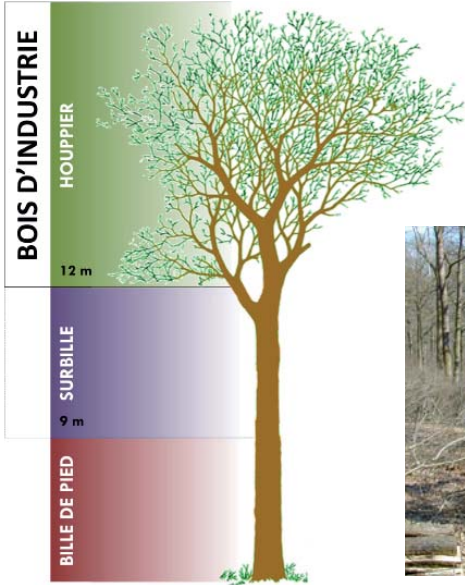 BOIS D'INDUSTRIE
HOUPPIER
12 m
SURBILLE
9 m
BILLE DE PIED